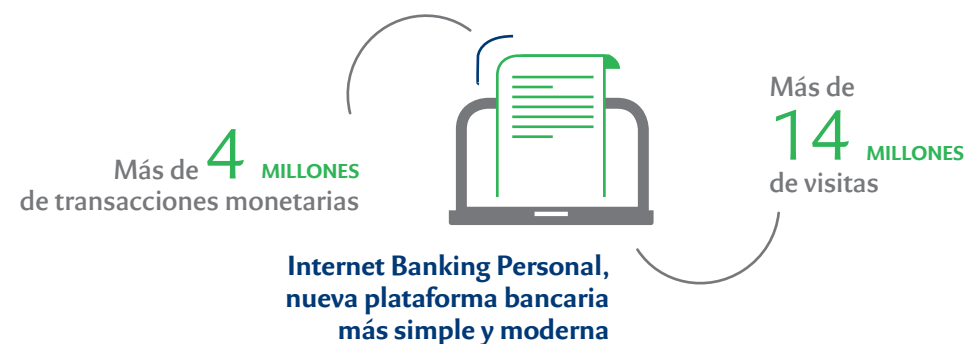 Más de 4 MILLONES
de transacciones monetarias
Más de
14 MILLONES
de visitas
Internet Banking Personal,
nueva plataforma bancaria
más simple y moderna